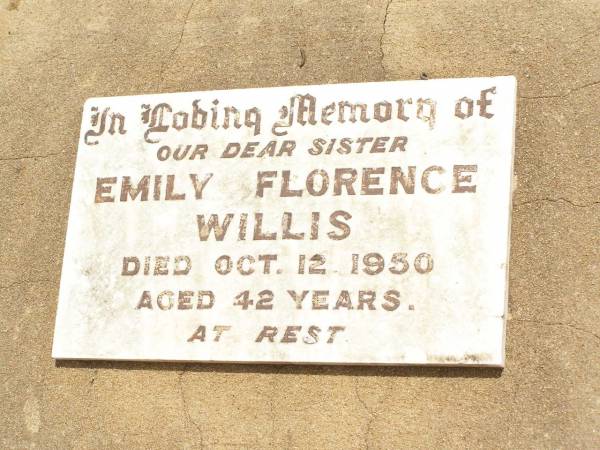 In Loving Memory of
OUR DEAR SISTER
EMILY FLORENCE
WILLIS
DIED OCT. 12. 1950
AGED 42 YEARS.
AT REST